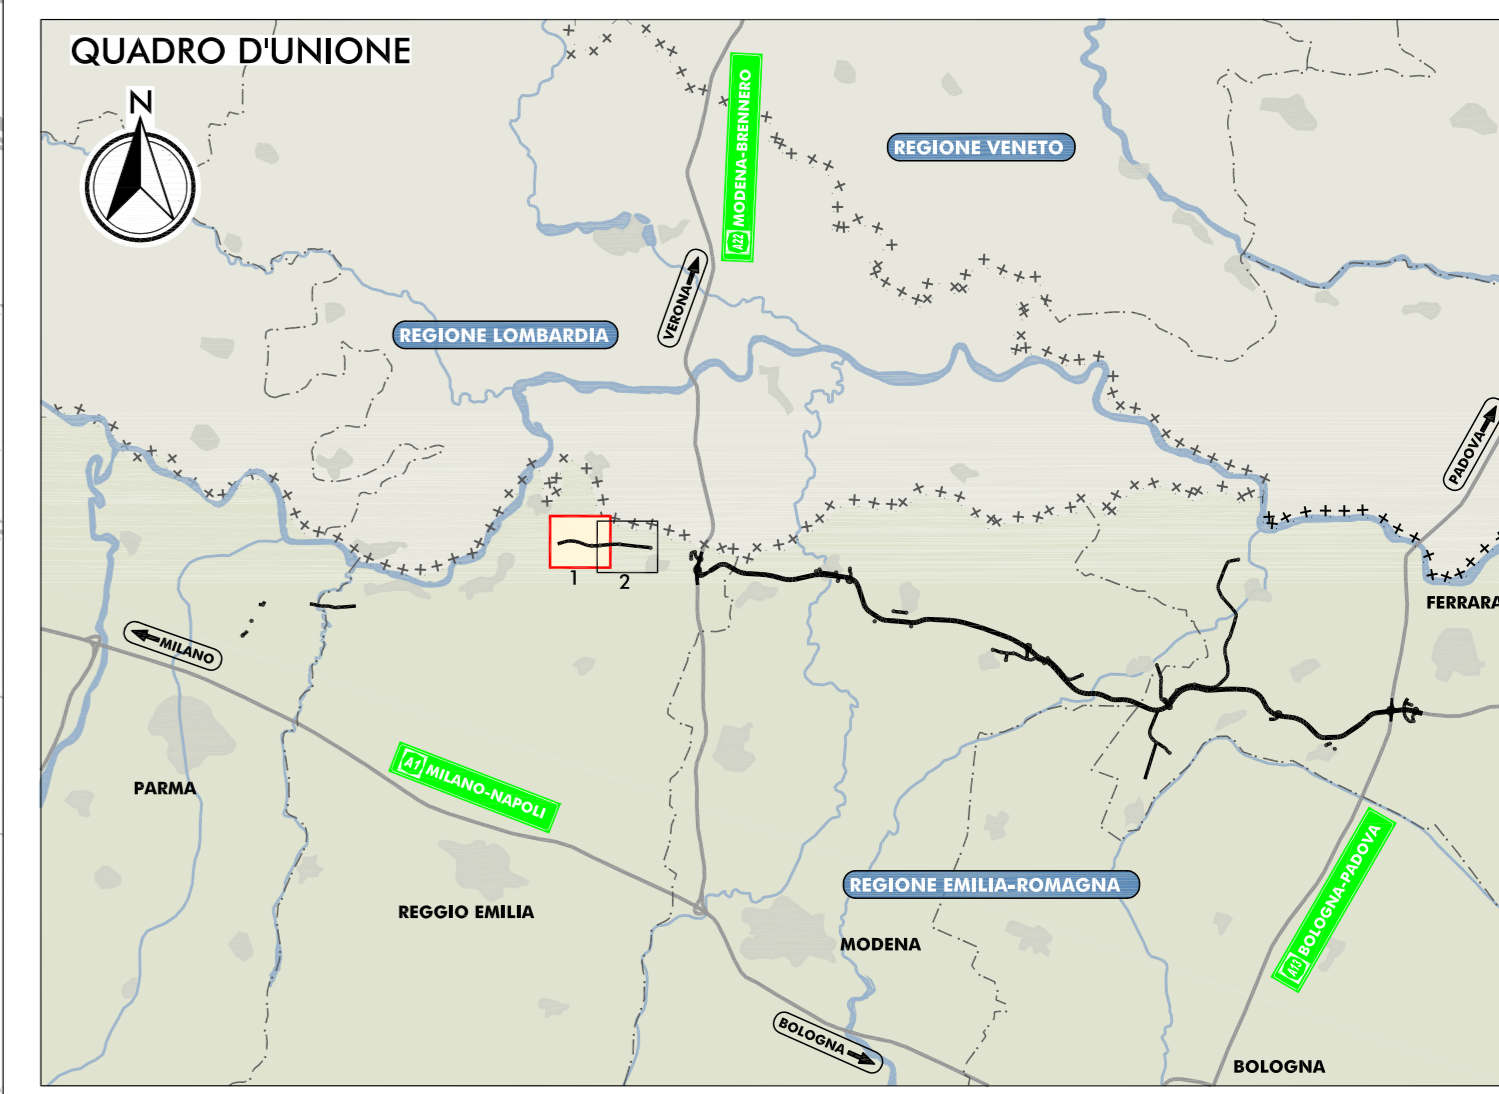 QUADRO D'UNIONE
N
A22 MODENA-BRENNERO
REGIONE VENETO
VERONA
REGIONE LOMBARDIA
PADOVA
1
2
FERRARA
MILANO
PARMA
A1 MILANO-NAPOLI
REGGIO EMILIA
REGIONE EMILIA-ROMAGNA
A13 BOLOGNA-PADOVA
MODENA
BOLOGNA
BOLOGNA